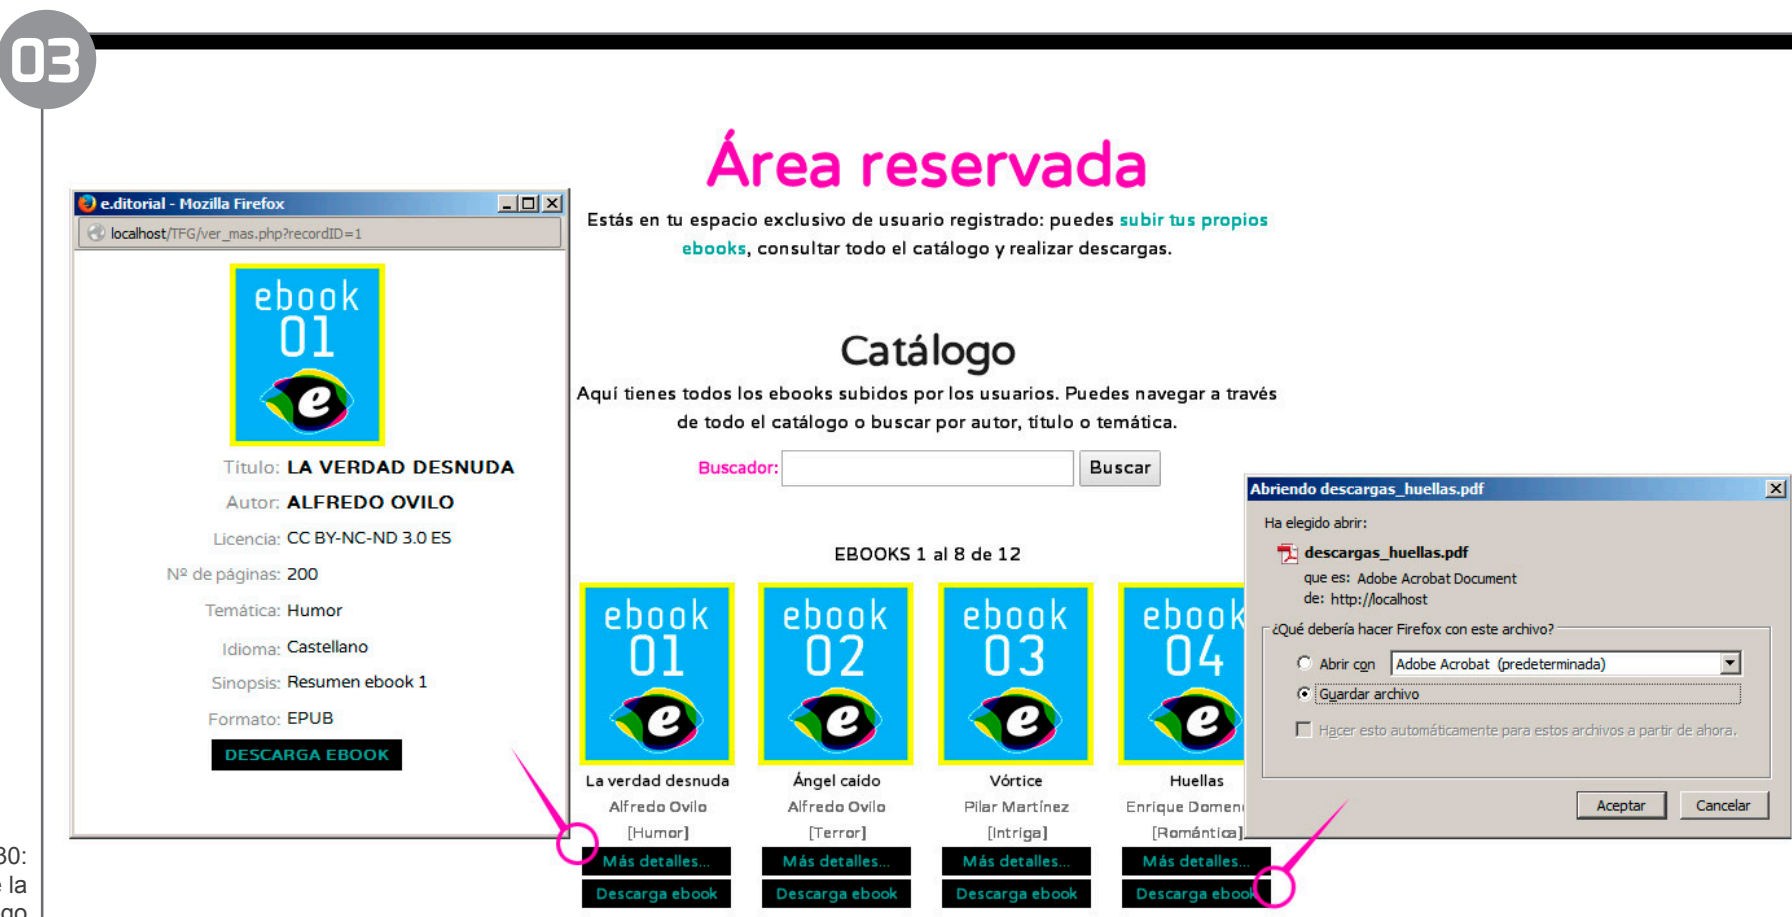 03
Área reservada
Estás en tu espacio exclusivo de usuario registrado: puedes subir tus propios
ebooks, consultar todo el catálogo y realizar descargas.
e.ditorial - Mozilla Firefox
localhost/TFG/ver_mas.php?recordID=1
ebook
01
e
Título: LA VERDAD DESNUDA
Autor: ALFREDO OVILO
Licencia: CC BY-NC-ND 3.0 ES
Nº de páginas: 200
Temática: Humor
Idioma: Castellano
Sinopsis: Resumen ebook 1
Formato: EPUB
DESCARGA EBOOK
Catálogo
Aquí tienes todos los ebooks subidos por los usuarios. Puedes navegar a través
de todo el catálogo o buscar por autor, título o temática.
Buscador: Buscar
EBOOKS 1 al 8 de 12
ebook
01
e
La verdad desnuda
Alfredo Ovilo
[Humor]
Más detalles...
Descarga ebook
ebook
02
e
Ángel caído
Alfredo Ovilo
[Terror]
Más detalles...
Descarga ebook
ebook
03
e
Vórtice
Pilar Martínez
[Intriga]
Más detalles...
Descarga ebook
ebook
04
e
Huellas
Enrique
[Romántica]
Más detalles...
Descarga ebook
Abriendo descargas_huellas.pdf
Ha elegido abrir:
descargas_huellas.pdf
que es: Adobe Acrobat Document
de: http://localhost
¿Qué debería hacer Firefox con este archivo?
Abrir con Adobe Acrobat (predeterminada)
Guardar archivo
Hacer esto automáticamente para estos archivos a partir de ahora.
Aceptar Cancelar
30:
la